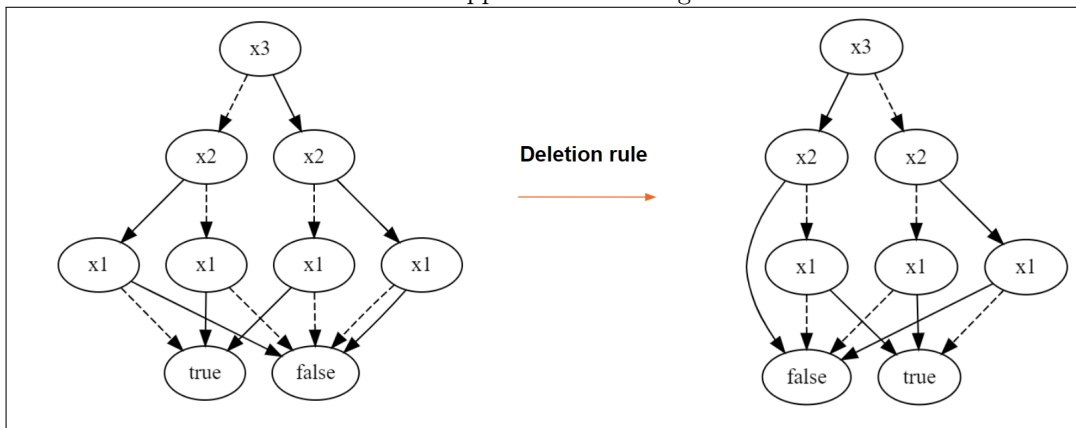 x3 x3
x2 x2 Deletion rule x2 x2
x1 x1 x1 x1 x1 x1 x1
true false false true